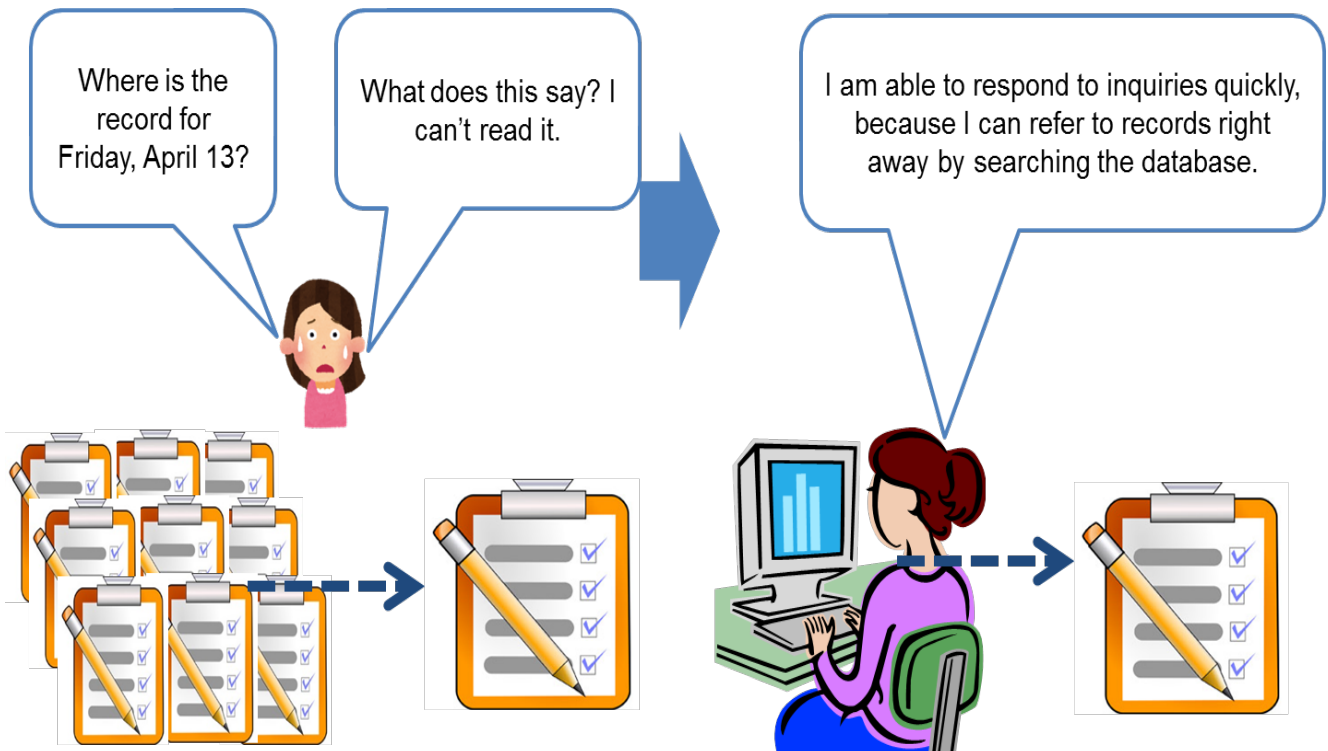 Where is the
record for
Friday, April 13?
What does this say? I
can't read it.
I am able to respond to inquiries quickly,
because I can refer to records right
away by searching the database.